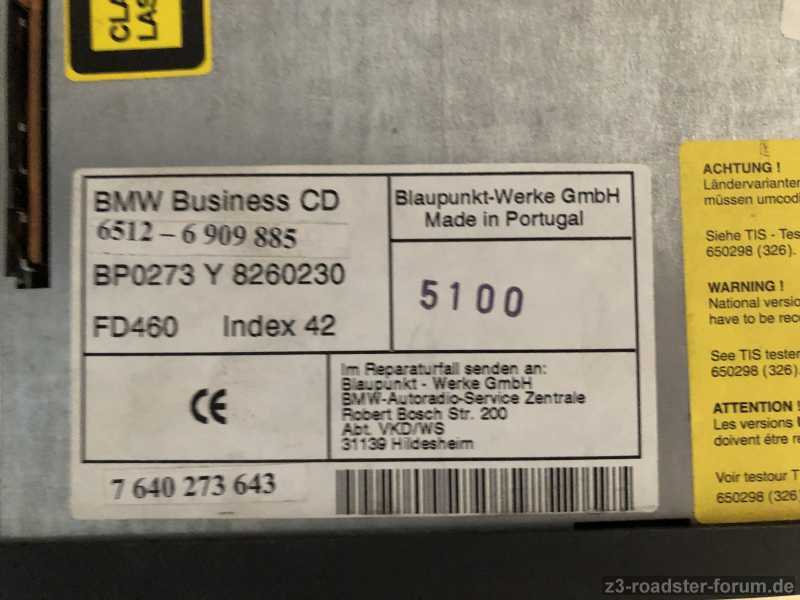 CLA
LAS
BMW Business CD
6512 – 6 909 885
BP0273 Y 8260230
FD460 Index 42
Blaupunkt-Werke GmbH
Made in Portugal
5100
Im Reparaturfall senden an:
Blaupunkt - Werke GmbH
BMW-Autoradio-Service Zentrale
Robert Bosch Str. 200
Abt. VKD/WS
31139 Hildesheim
CE
7 640 273 643
ACHTUNG !
Ländervarianten
müssen umcodi
Siehe TIS - Tes
650298 (326).
WARNING !
National versio
have to be reco
See TIS tester
650298 (326).
ATTENTION !
Les versions
doivent étre re
Voir testour T
650298 (326)
z3-roadster-forum.de